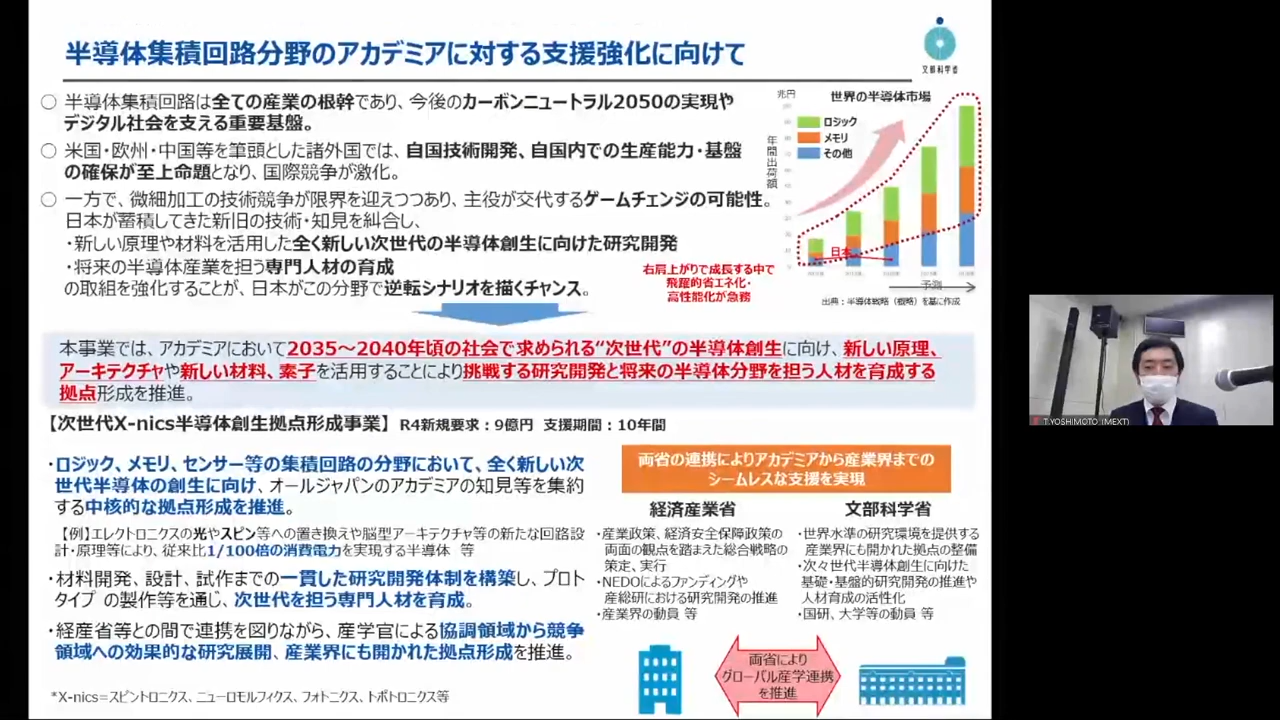 半導体集積回路分野のアカデミアに対する支援強化に向けて
文部科学省
○ 半導体集積回路は全ての産業の根幹であり、今後のカーボンニュートラル2050の実現や
デジタル社会を支える重要基盤。
○ 米国・欧州・中国等を筆頭とした諸外国では、自国技術開発、自国内での生産能力・基盤
の確保が至上命題となり、国際競争が激化。
○ 一方で、微細加工の技術競争が限界を迎えつつあり、主役が交代するゲームチェンジの可能性。
日本が蓄積してきた新旧の技術・知見を糾合し、
・新しい原理や材料を活用した全く新しい次世代の半導体創生に向けた研究開発
・将来の半導体産業を担う専門人材の育成
の取組を強化することが、日本がこの分野で逆転シナリオを描くチャンス。
兆円
世界の半導体市場
年間出荷額
ロジック
メモリ
その他
日本
予測
右肩上がりで成長する中で
飛躍的省エネ化・
高性能化が急務
出典:半導体戦略(概略)を基に作成
本事業では、アカデミアにおいて2035~2040年頃の社会で求められる“次世代”の半導体創生に向け、新しい原理、
アーキテクチャや新しい材料、素子を活用することにより挑戦する研究開発と将来の半導体分野を担う人材を育成する
拠点形成を推進。
【次世代X-nics半導体創生拠点形成事業】 R4新規要求:9億円 支援期間:10年間
・ロジック、メモリ、センサー等の集積回路の分野において、全く新しい次
世代半導体の創生に向け、オールジャパンのアカデミアの知見等を集約
する中核的な拠点形成を推進。
【例】エレクトロニクスの光やスピン等への置き換えや脳型アーキテクチャ等の新たな回路設
計・原理等により、従来比1/100倍の消費電力を実現する半導体 等
・材料開発、設計、試作までの一貫した研究開発体制を構築し、プロト
タイプ の製作等を通じ、次世代を担う専門人材を育成。
・経産省等との間で連携を図りながら、産学官による協調領域から競争
領域への効果的な研究展開、産業界にも開かれた拠点形成を推進。
*X-nics=スピントロニクス、ニューロモルフィクス、フォトニクス、トポトロニクス等
両省の連携によりアカデミアから産業界までの
シームレスな支援を実現
経済産業省
・産業政策、経済安全保障政策の
両面の観点を踏まえた総合戦略の
策定、実行
・NEDOによるファンディングや
産総研における研究開発の推進
・産業界の動員 等
文部科学省
・世界水準の研究環境を提供する
産業界にも開かれた拠点の整備
・次々世代半導体創生に向けた
基礎・基盤的研究開発の推進や
人材育成の活性化
・国研、大学等の動員 等
両省により
グローバル産学連携
を推進
T.YOSHIMOTO (MEXT)